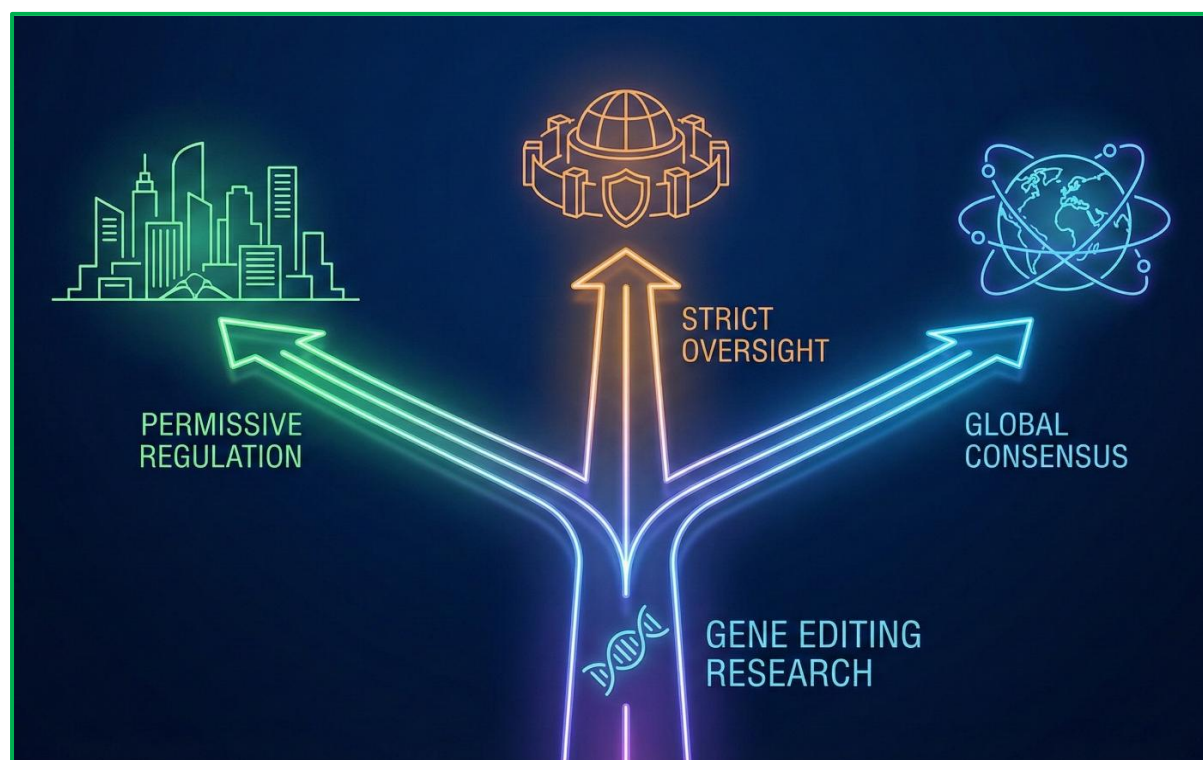 STRICT
OVERSIGHT
PERMISSIVE
REGULATION
GLOBAL
CONSENSUS
GENE EDITING
RESEARCH